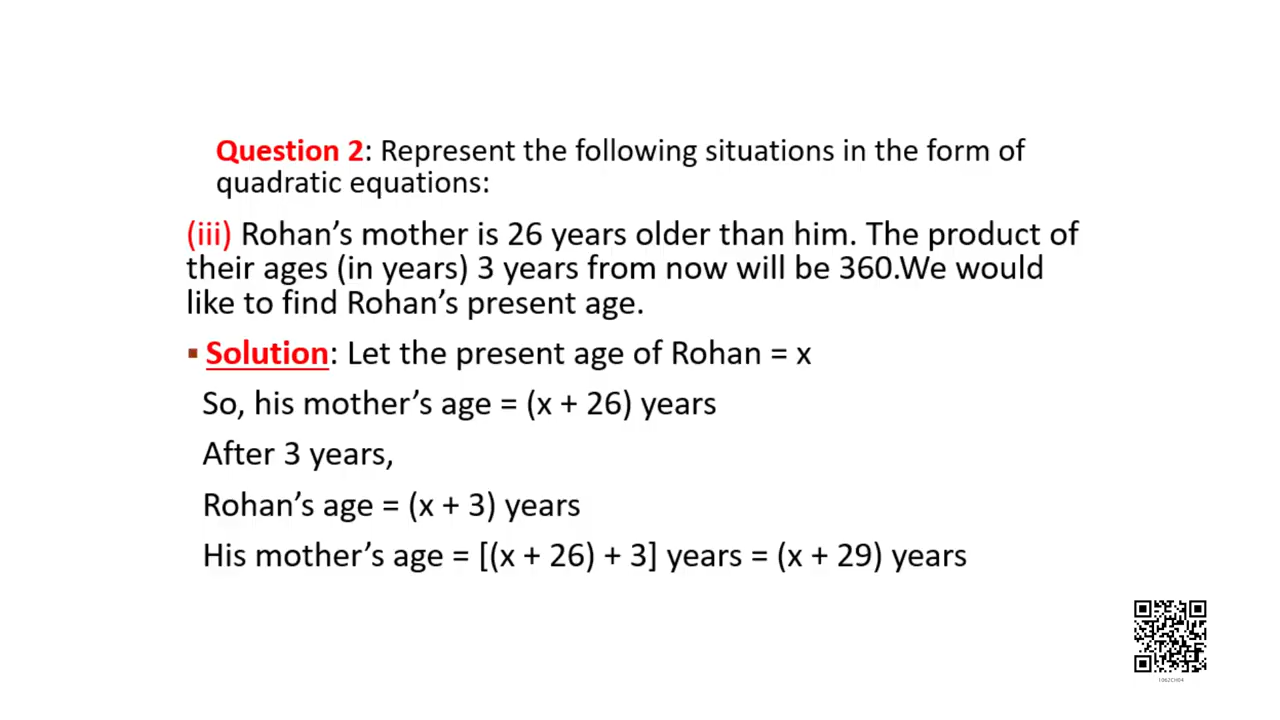 Question 2: Represent the following situations in the form of
quadratic equations:
(iii) Rohan’s mother is 26 years older than him. The product of
their ages (in years) 3 years from now will be 360.We would
like to find Rohan’s present age.
▪ Solution: Let the present age of Rohan = x
So, his mother’s age = (x + 26) years
After 3 years,
Rohan’s age = (x + 3) years
His mother’s age = [(x + 26) + 3] years = (x + 29) years
1062CH04